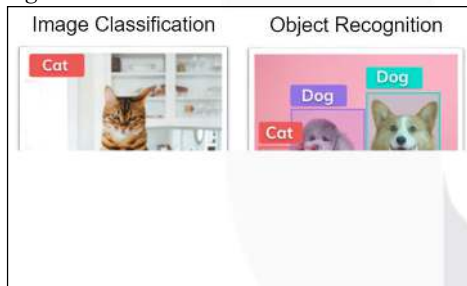 Image Classification
Object Recognition
Cat
Dog
Dog
Cat